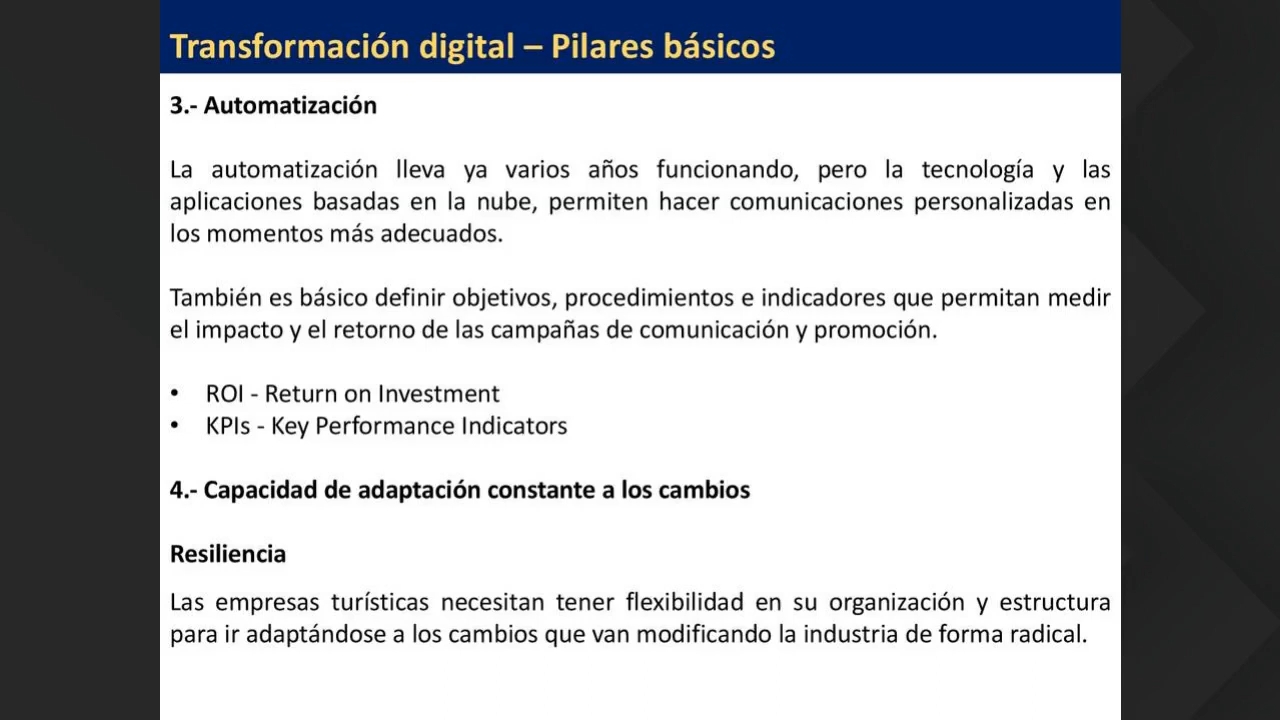 Transformación digital – Pilares básicos
3.- Automatización
La automatización lleva ya varios años funcionando, pero la tecnología y las
aplicaciones basadas en la nube, permiten hacer comunicaciones personalizadas en
los momentos más adecuados.
También es básico definir objetivos, procedimientos e indicadores que permitan medir
el impacto y el retorno de las campañas de comunicación y promoción.
• ROI - Return on Investment
• KPIs - Key Performance Indicators
4.- Capacidad de adaptación constante a los cambios
Resiliencia
Las empresas turísticas necesitan tener flexibilidad en su organización y estructura
para ir adaptándose a los cambios que van modificando la industria de forma radical.